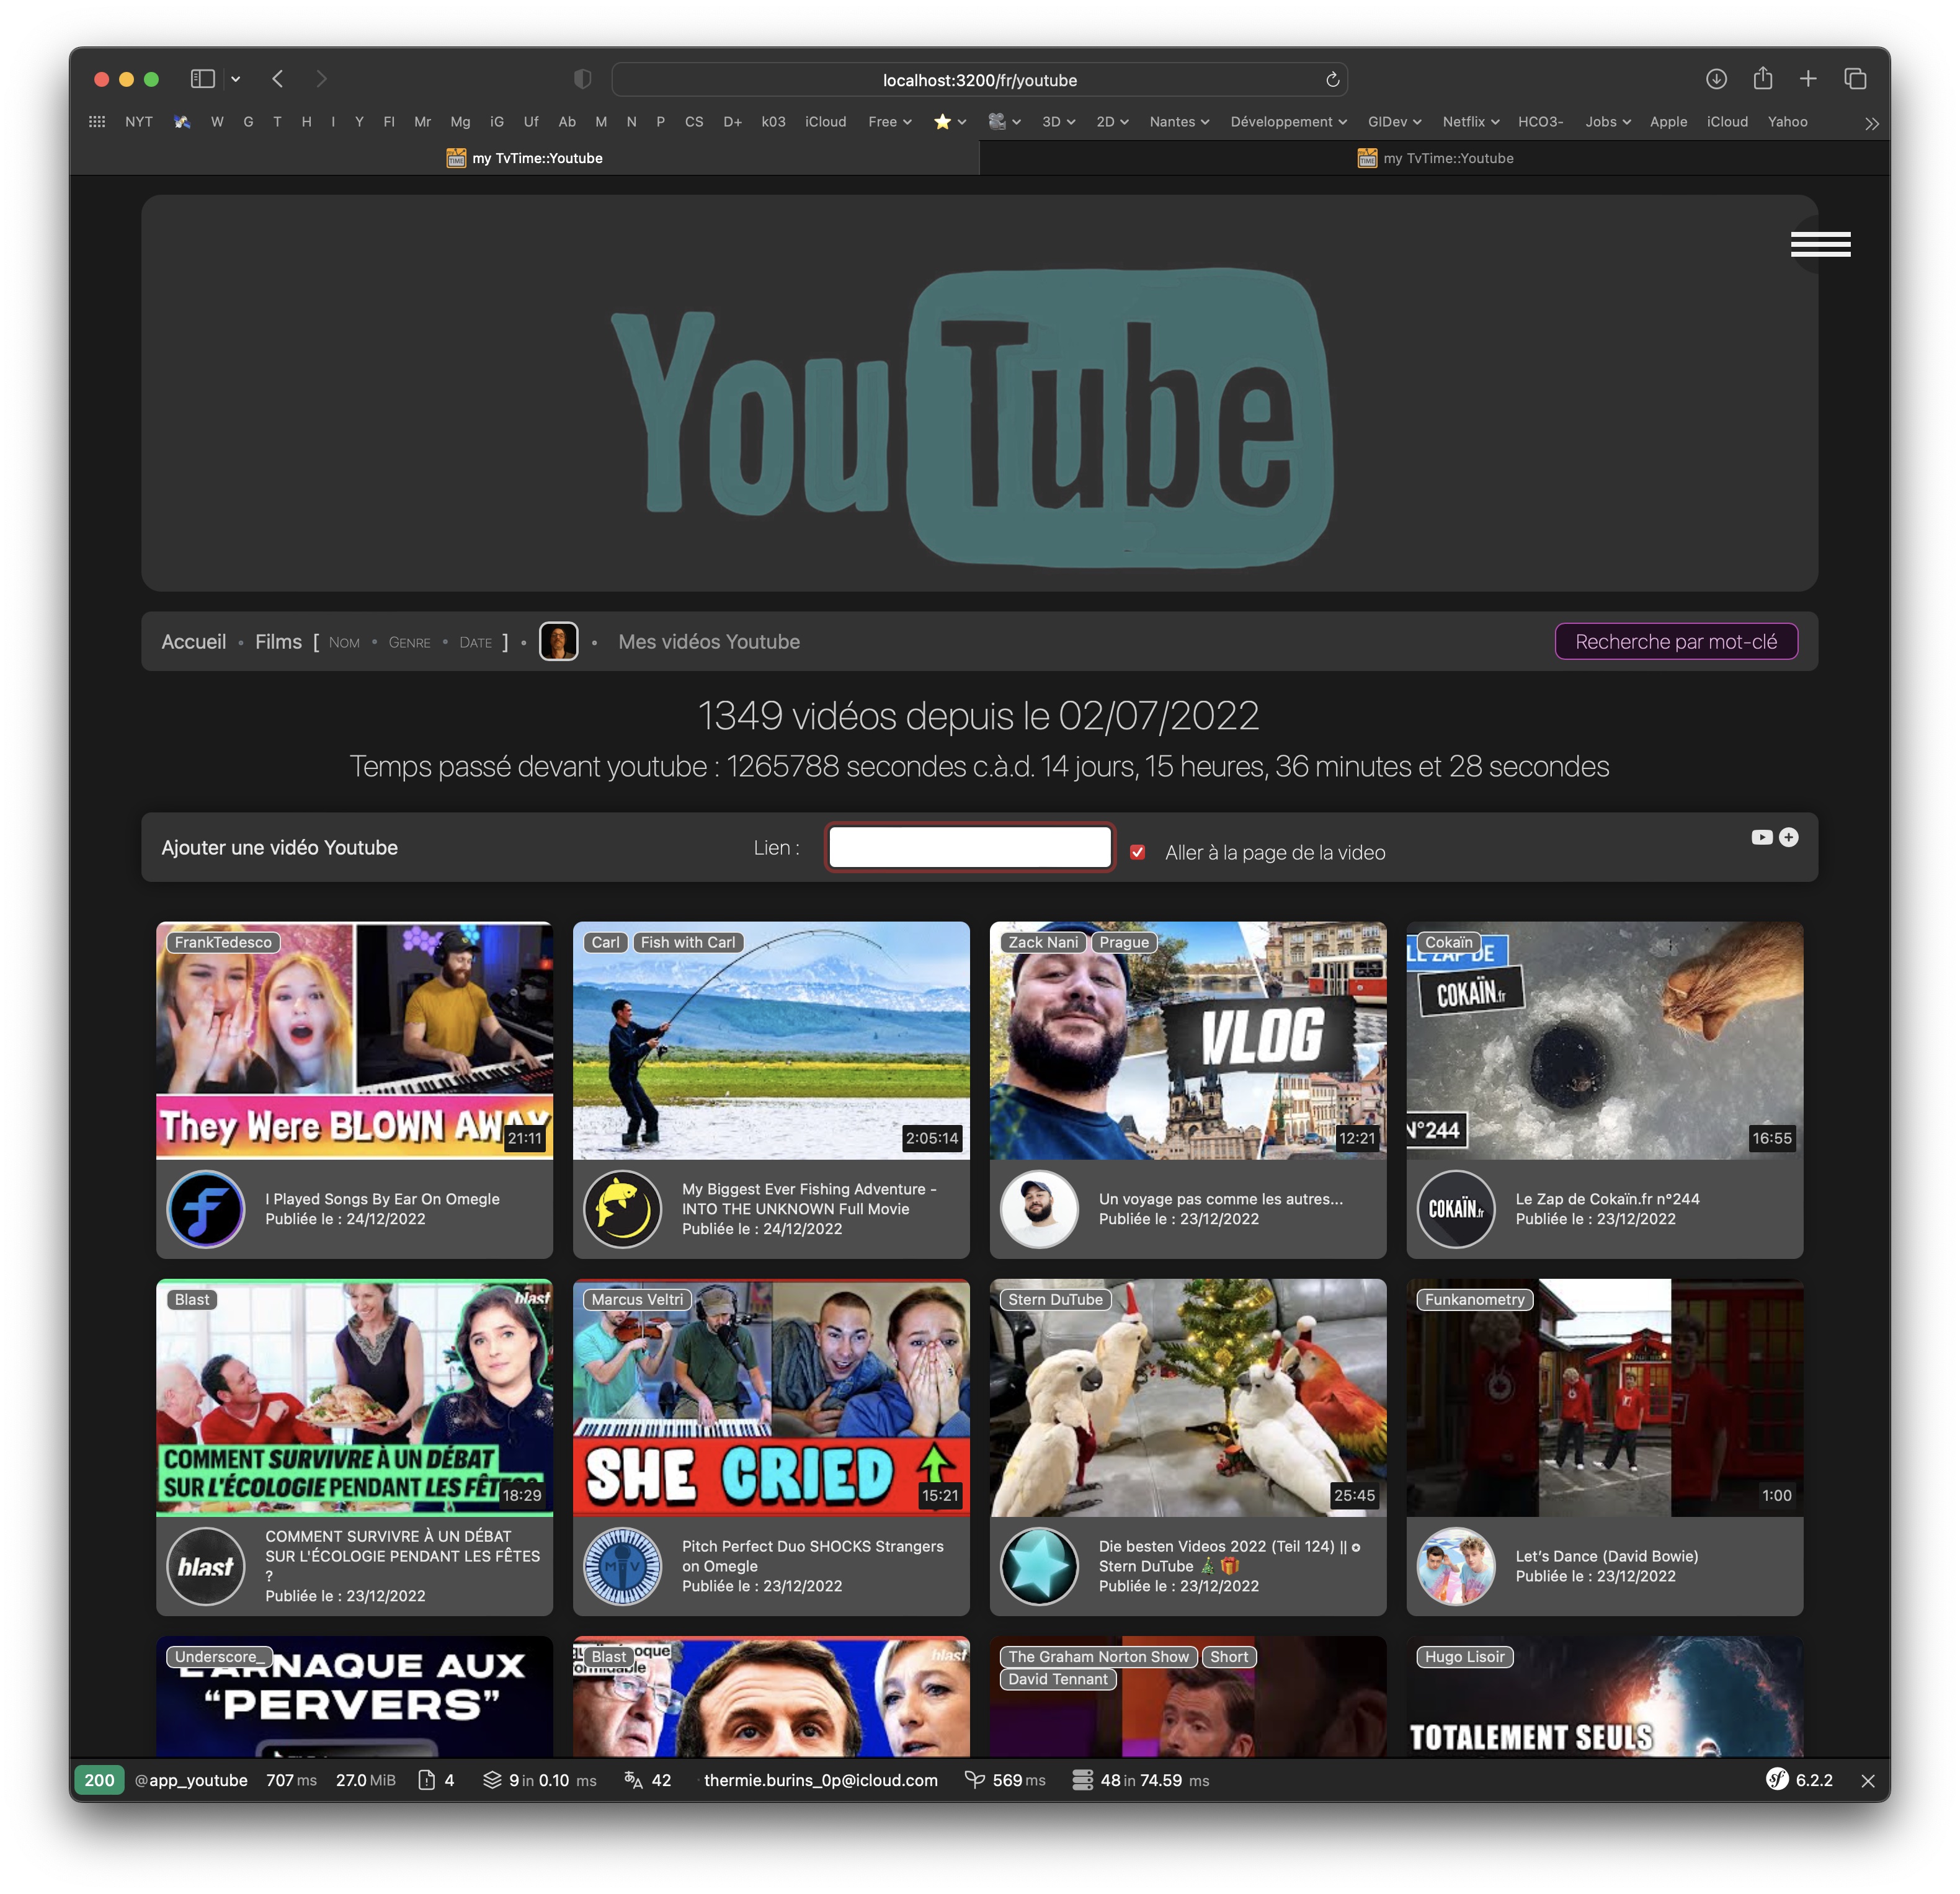 localhost:3200/fr/youtube
NYT W G T H I Y FI Mr Mg iG Uf Ab M N P CS D+ k03 iCloud Free 3D 2D Nantes Développement GIDev Netflix HCO3- Jobs Apple iCloud Yahoo
my TvTime::Youtube my TvTime::Youtube
YouTube
Accueil • Films [ NOM • GENRE • DATE ] • • Mes vidéos Youtube Recherche par mot-clé
1349 vidéos depuis le 02/07/2022
Temps passé devant youtube : 1265788 secondes c.à.d. 14 jours, 15 heures, 36 minutes et 28 secondes
Ajouter une vidéo Youtube Lien : Aller à la page de la video
FrankTedesco
They Were BLOWN AWAY
21:11
I Played Songs By Ear On Omegle
Publiée le : 24/12/2022
Carl Fish with Carl
2:05:14
My Biggest Ever Fishing Adventure -
INTO THE UNKNOWN Full Movie
Publiée le : 24/12/2022
Zack Nani Prague
VLOG
12:21
Un voyage pas comme les autres...
Publiée le : 23/12/2022
Cokaïn
LE ZAP DE
COKAÏN.fr
N°244
16:55
COKAÏN.fr
Le Zap de Cokaïn.fr n°244
Publiée le : 23/12/2022
Blast
blast
COMMENT SURVIVRE À UN DÉBAT
SUR L'ÉCOLOGIE PENDANT LES FÊTES
18:29
blast
COMMENT SURVIVRE À UN DÉBAT
SUR L'ÉCOLOGIE PENDANT LES FÊTES
?
Publiée le : 23/12/2022
Marcus Veltri
SHE CRIED
15:21
M V
Pitch Perfect Duo SHOCKS Strangers
on Omegle
Publiée le : 23/12/2022
Stern DuTube
25:45
Die besten Videos 2022 (Teil 124) || ✪
Stern DuTube 🎄 🎁
Publiée le : 23/12/2022
Funkanometry
1:00
Let's Dance (David Bowie)
Publiée le : 23/12/2022
Underscore_
L'ARNAQUE AUX
“PERVERS”
Blast
blast
The Graham Norton Show Short
David Tennant
Hugo Lisoir
TOTALEMENT SEULS
200 @app_youtube 707 ms 27.0 MiB 4 9 in 0.10 ms 42 thermie.burins_0p@icloud.com 569 ms 48 in 74.59 ms sf 6.2.2